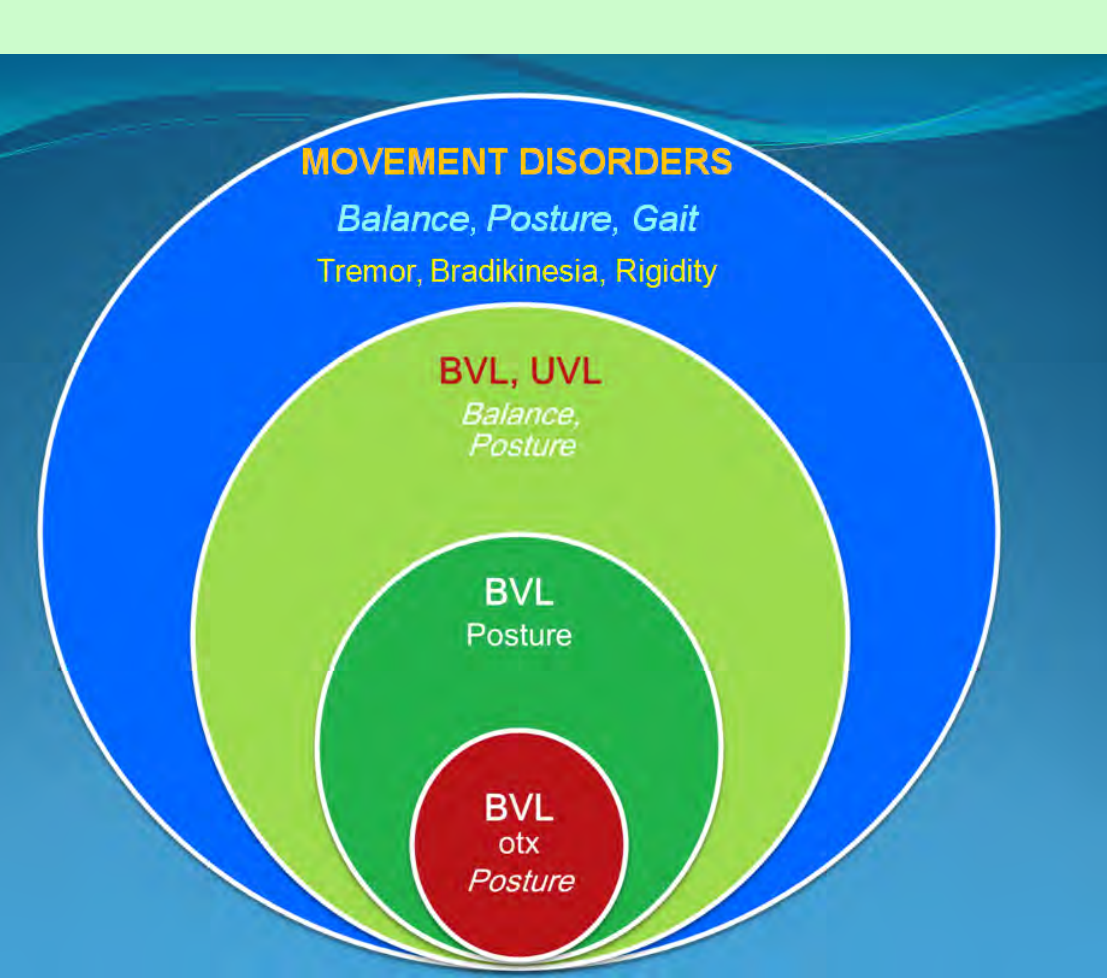 MOVEMENT DISORDERS
Balance, Posture, Gait
Tremor, Bradikinesia, Rigidity
BVL, UVL
Balance,
Posture
BVL
Posture
BVL
otx
Posture